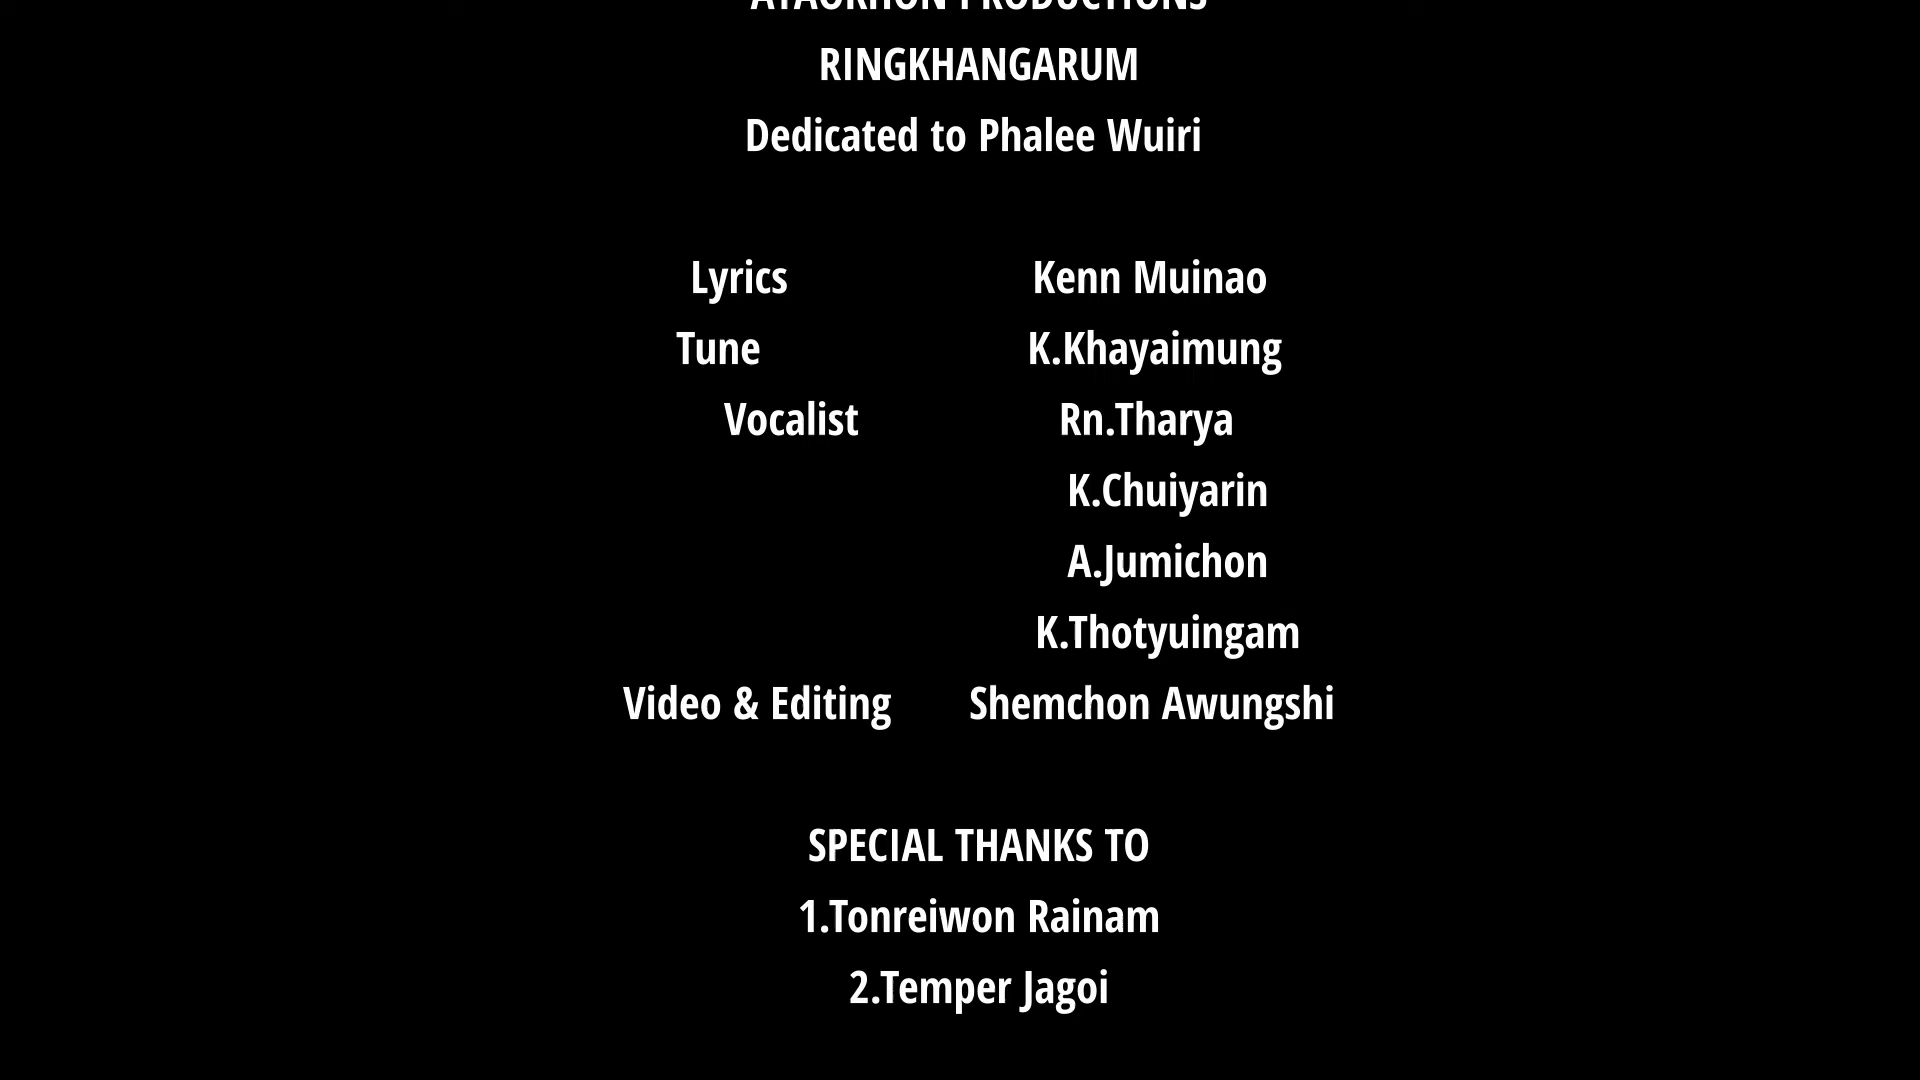 PRODUCTIONS
RINGKHANGARUM
Dedicated to Phalee Wuiri
Lyrics Kenn Muinao
Tune K.Khayaimung
Vocalist Rn.Tharya
K.Chuiyarin
A.Jumichon
K.Thotyuingam
Video & Editing Shemchon Awungshi
SPECIAL THANKS TO
1.Tonreiwon Rainam
2.Temper Jagoi